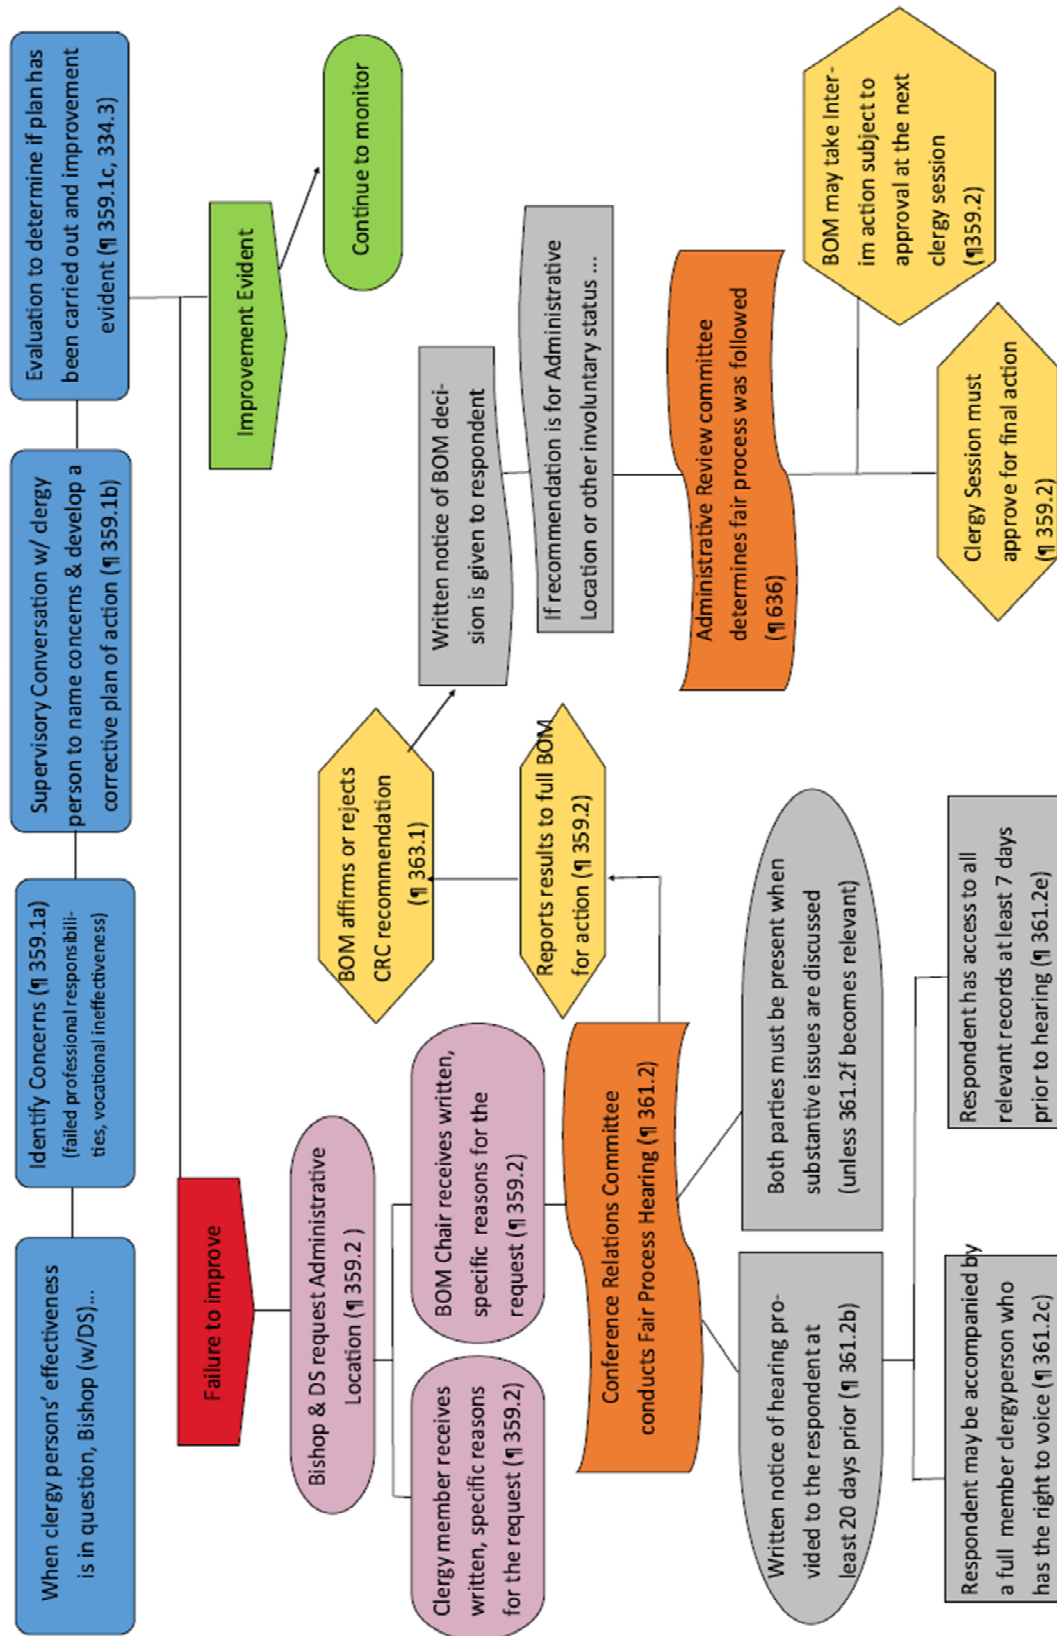 When clergy persons' effectiveness
is in question, Bishop (w/DS)...
Identify Concerns (¶ 359.1a)
(failed professional responsibili-
ties, vocational ineffectiveness)
Supervisory Conversation w/ clergy
person to name concerns & develop a
corrective plan of action (¶ 359.1b)
Evaluation to determine if plan has
been carried out and improvement
evident (¶ 359.1c, 334.3)
Failure to improve
Improvement Evident
Continue to monitor
Bishop & DS request Administrative
Location (¶ 359.2 )
Clergy member receives
written, specific reasons
for the request (¶ 359.2)
BOM Chair receives written,
specific reasons for the
request (¶ 359.2)
Conference Relations Committee
conducts Fair Process Hearing (¶ 361.2)
Written notice of hearing pro-
vided to the respondent at
least 20 days prior (¶ 361.2b)
Both parties must be present when
substantive issues are discussed
(unless 361.2f becomes relevant)
Respondent may be accompanied by
a full member clergyperson who
has the right to voice (¶ 361.2c)
Respondent has access to all
relevant records at least 7 days
prior to hearing (¶ 361.2e)
Reports results to full BOM
for action (¶ 359.2)
BOM affirms or rejects
CRC recommendation
(¶ 363.1)
Written notice of BOM deci-
sion is given to respondent
If recommendation is for Administrative
Location or other involuntary status ...
Administrative Review committee
determines fair process was followed
(¶ 636)
BOM may take Inter-
im action subject to
approval at the next
clergy session
(¶359.2)
Clergy Session must
approve for final action
(¶ 359.2)